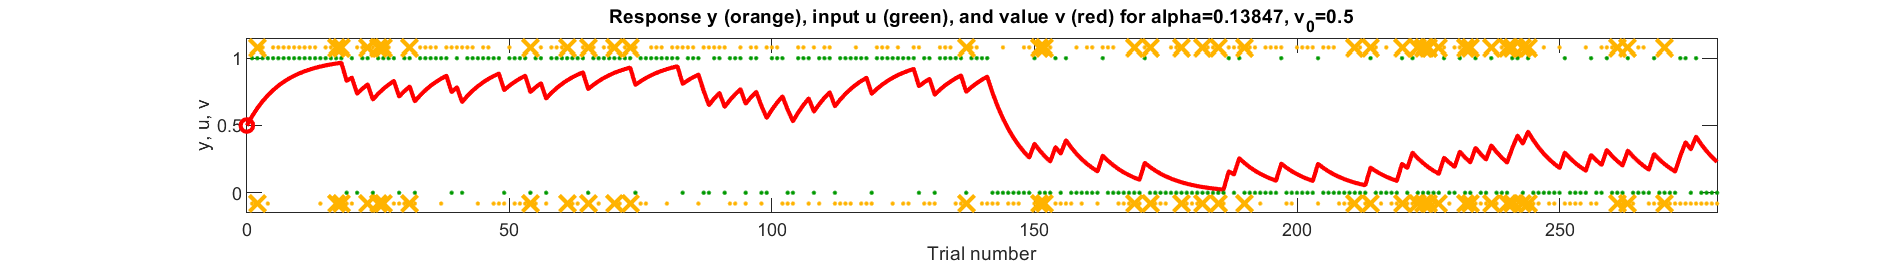 Response y (orange), input u (green), and value v (red) for alpha=0.13847, v0=0.5
y, u, v
1
0.5
0
0 50 100 150 200 250
Trial number